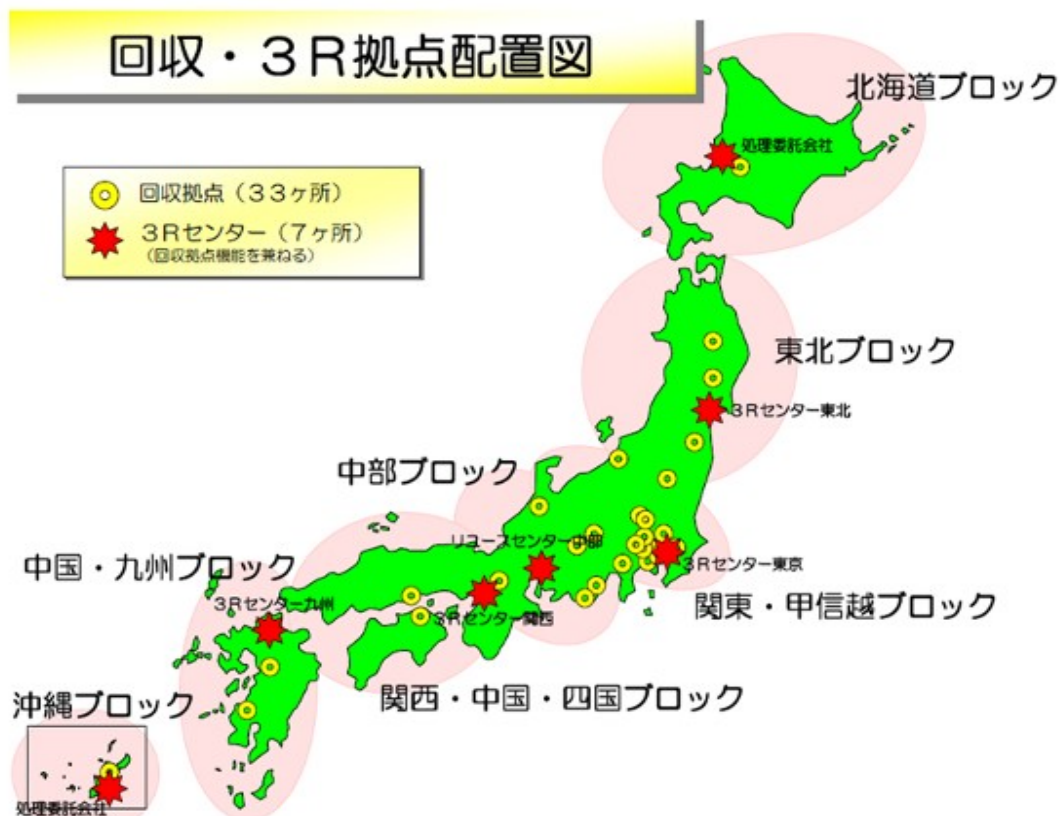 回収・３Ｒ拠点配置図
北海道ブロック
処理委託会社
回収拠点（３３ヶ所）
３Ｒセンター（７ヶ所）
（回収拠点機能を兼ねる）
東北ブロック
３Ｒセンター東北
中部ブロック
リユースセンター中部
３Ｒセンター東京
中国・九州ブロック
３Ｒセンター九州
３Ｒセンター関西
関東・甲信越ブロック
関西・中国・四国ブロック
沖縄ブロック
処理委託会社